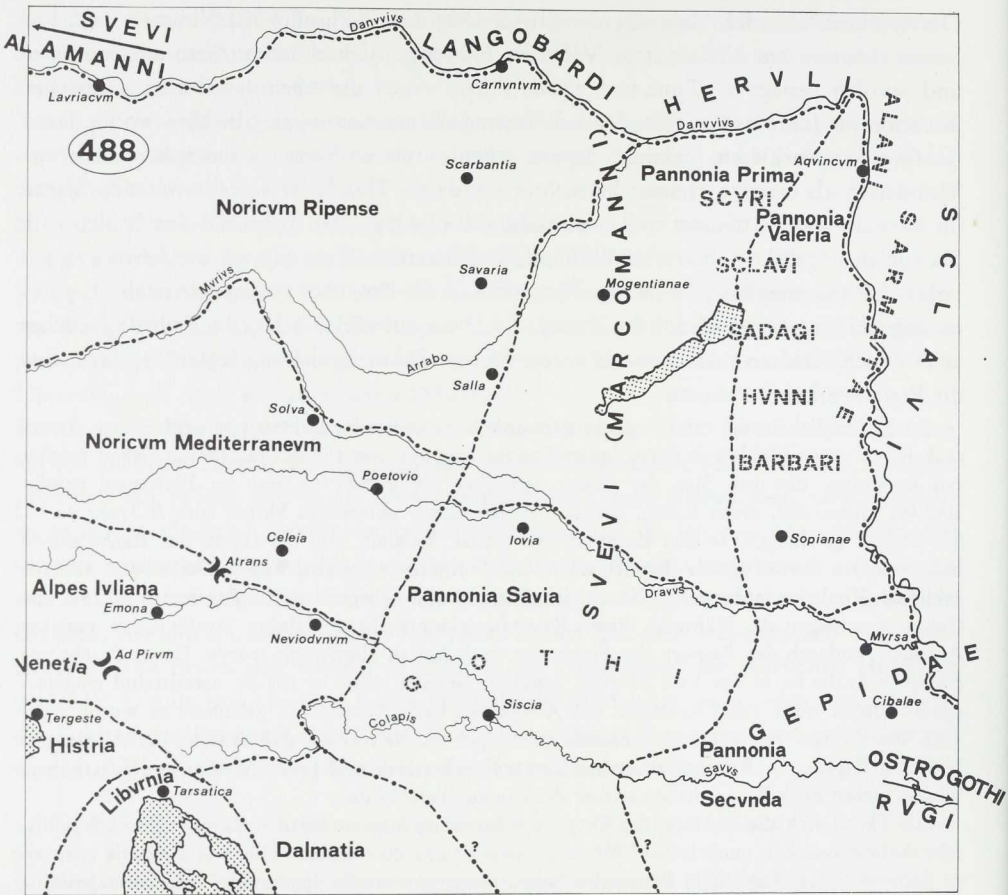 SVEVI
ALAMANNI
Danvvivs
LANGOBARDI
HERVLI
Lavriacvm
Carnvntvm
Danvvivs
488
Scarbantia
Aqvincvm
ALANI
SARMATAE
SCLAVI
Pannonia Prima
SCYRI
Noricvm Ripense
Pannonia
Valeria
SCLAVI
Savaria
Mogentianae
Mvrivs
SADAGI
Arrabo
Salla
HVNNI
Solva
Noricvm Mediterranevm
BARBARI
Poetovio
SVEVI (MARCOMANNI)
Iovia
Sopianae
Celeia
Atrans
Alpes Ivlianae
Pannonia Savia
Dravvs
Emona
Neviodvnvm
Mvrsa
Venetia
Ad Pirvm
GOTHI
GEPIDAE
Tergeste
Siscia
Cibalae
Colapis
Histria
Pannonia
Savvs
OSTROGOTHI
Libvrnia
Tarsatica
Secvnda
RVGI
Dalmatia
?
?